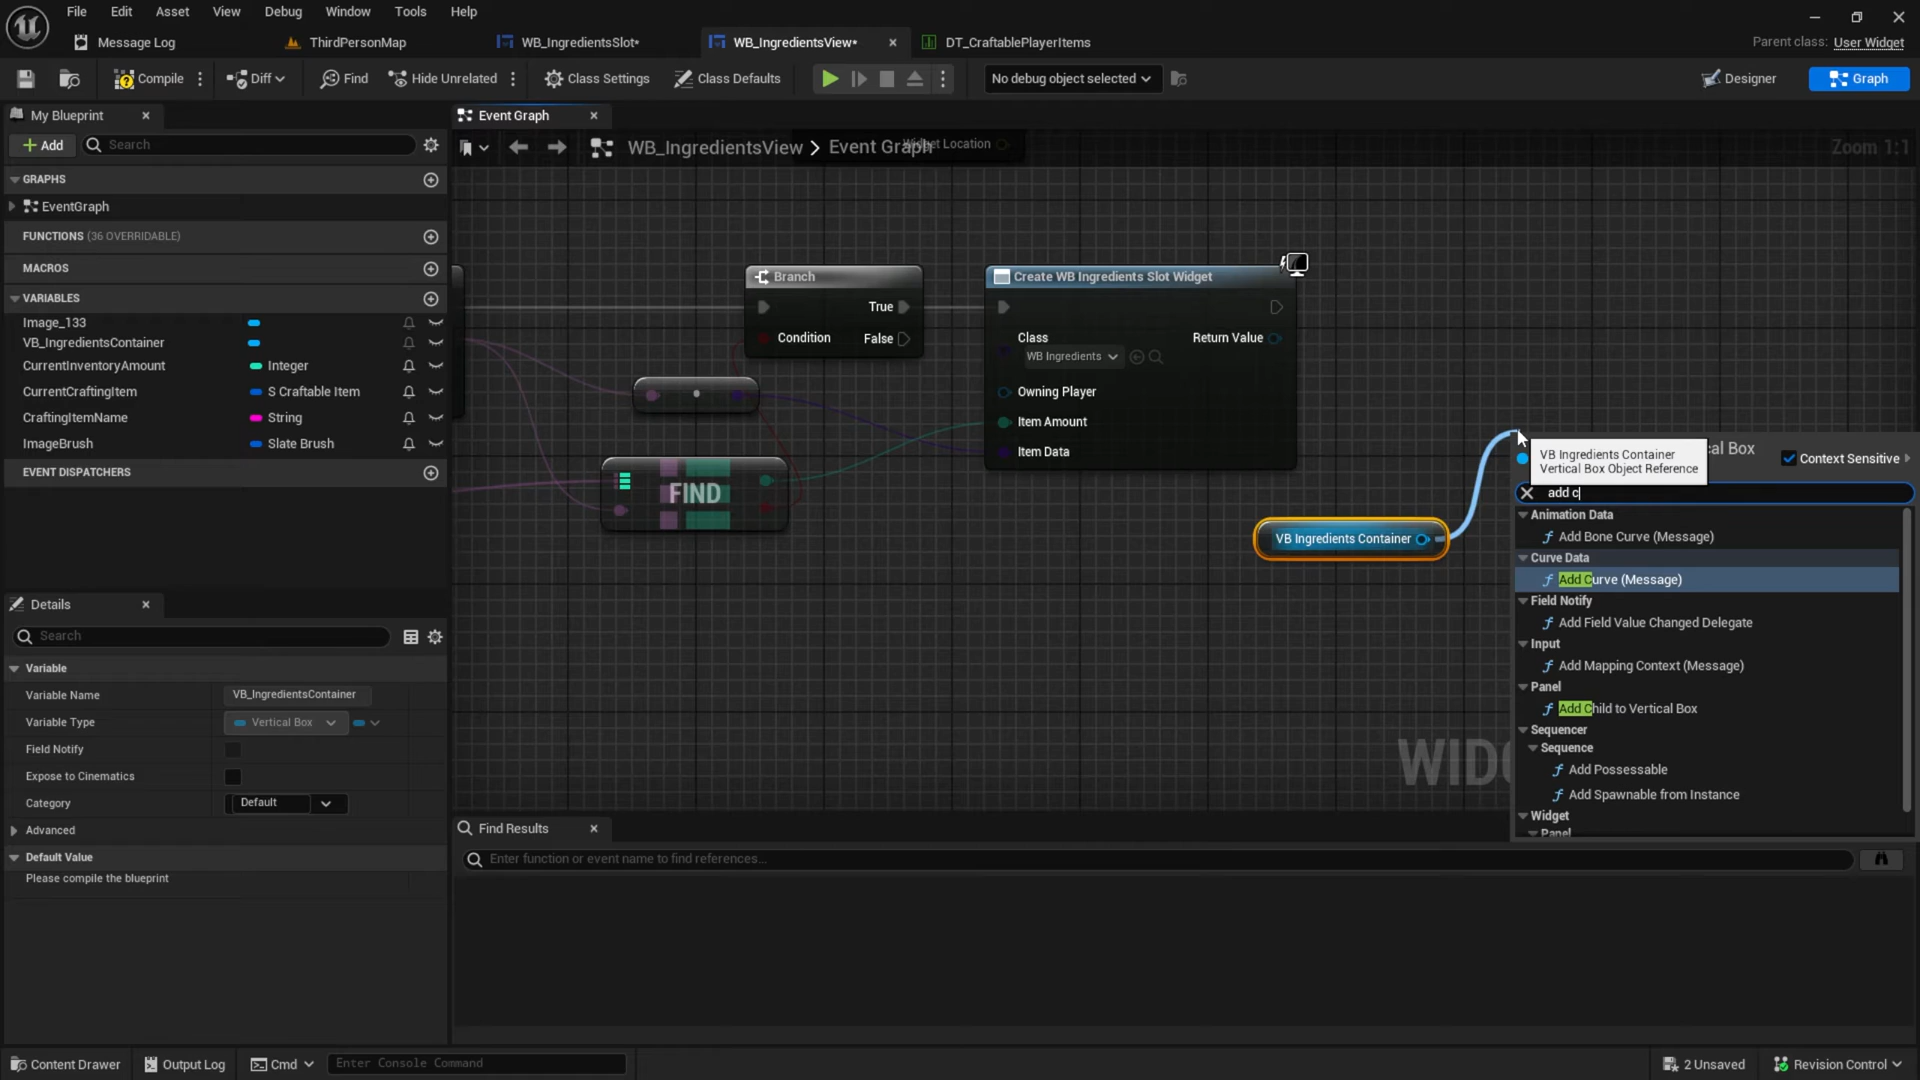 File Edit Asset View Debug Window Tools Help
Message Log
ThirdPersonMap
WB_IngredientsSlot*
WB_IngredientsView*
DT_CraftablePlayerItems
Parent class: User Widget
Compile
Diff
Find
Hide Unrelated
Class Settings
Class Defaults
No debug object selected
Designer
Graph
My Blueprint
Event Graph
Add
Search
WB_IngredientsView > Event Graph
Widget Location
Zoom 1:1
GRAPHS
EventGraph
FUNCTIONS (36 OVERRIDABLE)
MACROS
VARIABLES
Image_133
VB_IngredientsContainer
CurrentInventoryAmount Integer
CurrentCraftingItem S Craftable Item
CraftingItemName String
ImageBrush Slate Brush
EVENT DISPATCHERS
Branch
True
Condition
False
Create WB Ingredients Slot Widget
Class
Return Value
WB Ingredients
Owning Player
Item Amount
Item Data
FIND
VB Ingredients Container
VB Ingredients Container
Vertical Box Object Reference
Context Sensitive
add c
Animation Data
Add Bone Curve (Message)
Curve Data
Add Curve (Message)
Field Notify
Add Field Value Changed Delegate
Input
Add Mapping Context (Message)
Panel
Add Child to Vertical Box
Sequencer
Sequence
Add Possessable
Add Spawnable from Instance
Widget
Panel
Details
Search
Variable
Variable Name VB_IngredientsContainer
Variable Type Vertical Box
Field Notify
Expose to Cinematics
Category Default
Advanced
Default Value
Please compile the blueprint
Find Results
Enter function or event name to find references...
Content Drawer
Output Log
Cmd
Enter Console Command
2 Unsaved
Revision Control